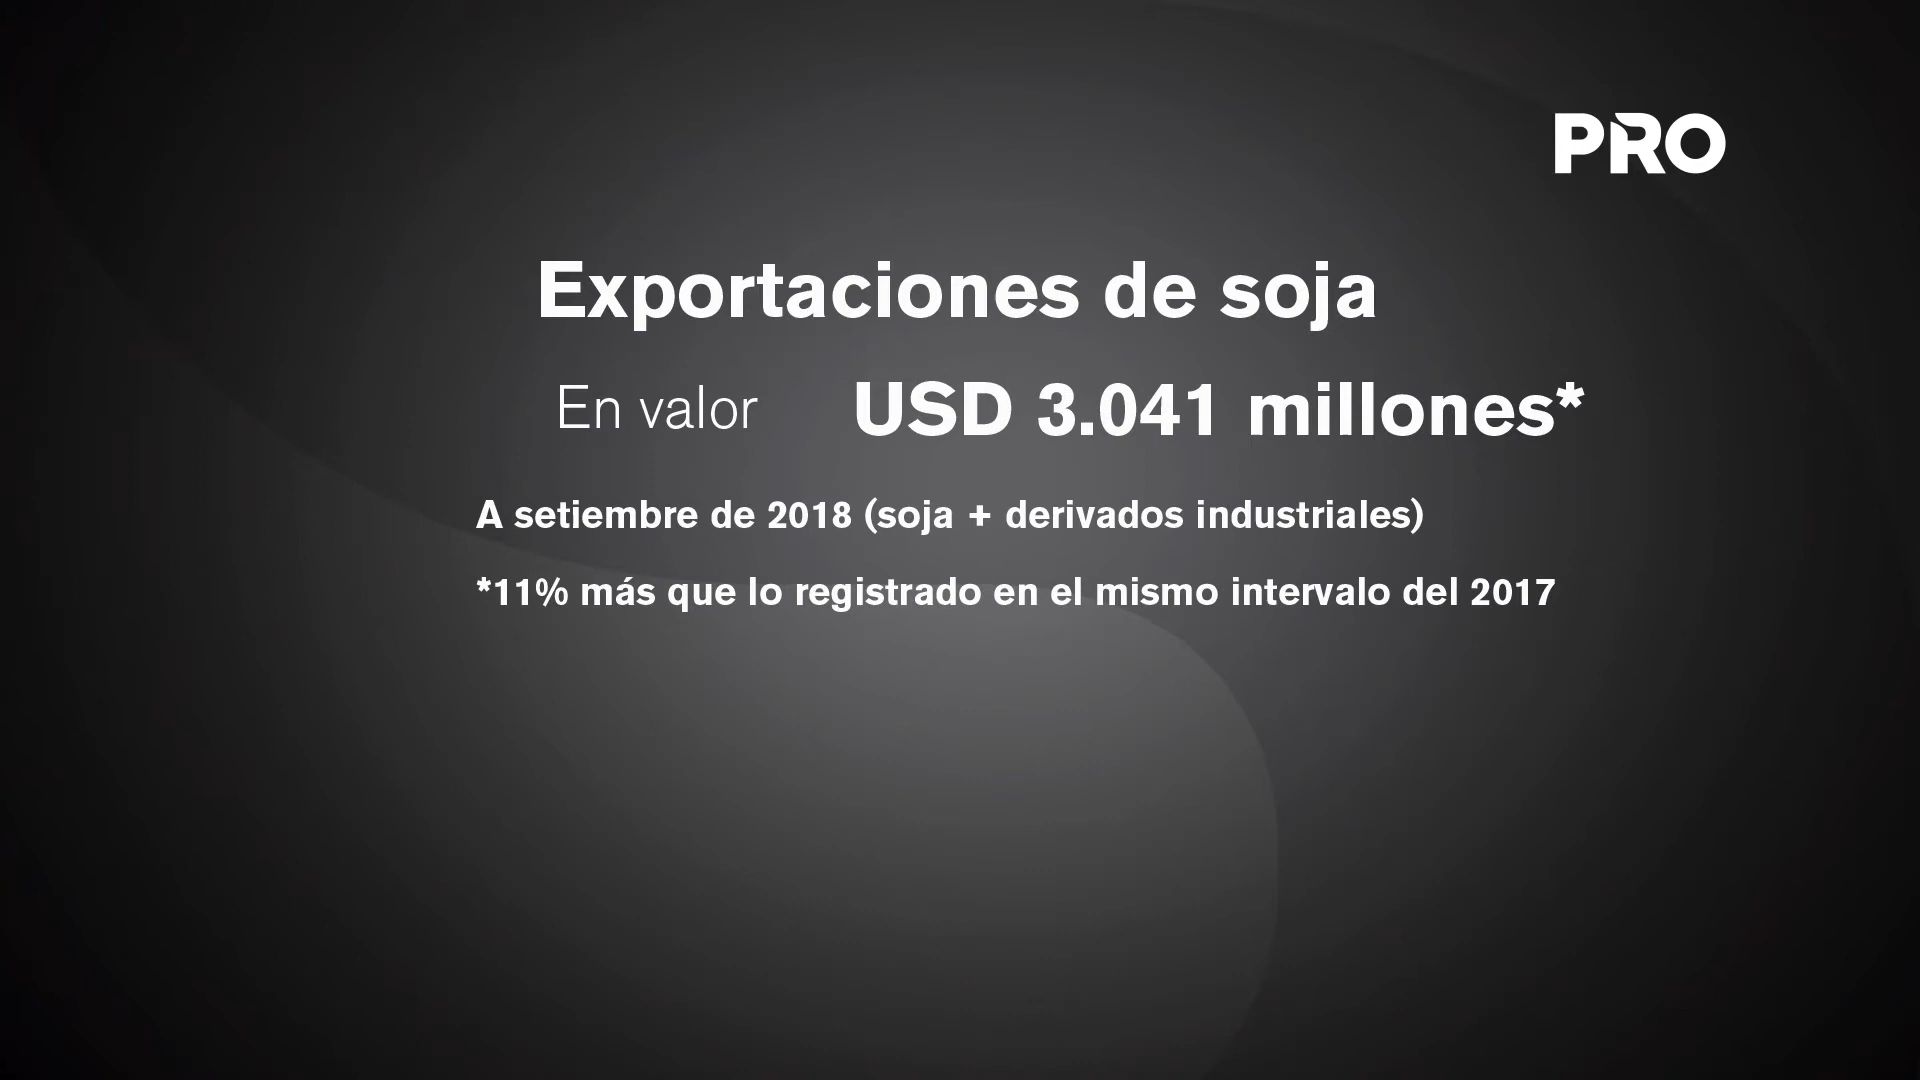 PRO
Exportaciones de soja
En valor USD 3.041 millones*
A setiembre de 2018 (soja + derivados industriales)
*11% más que lo registrado en el mismo intervalo del 2017